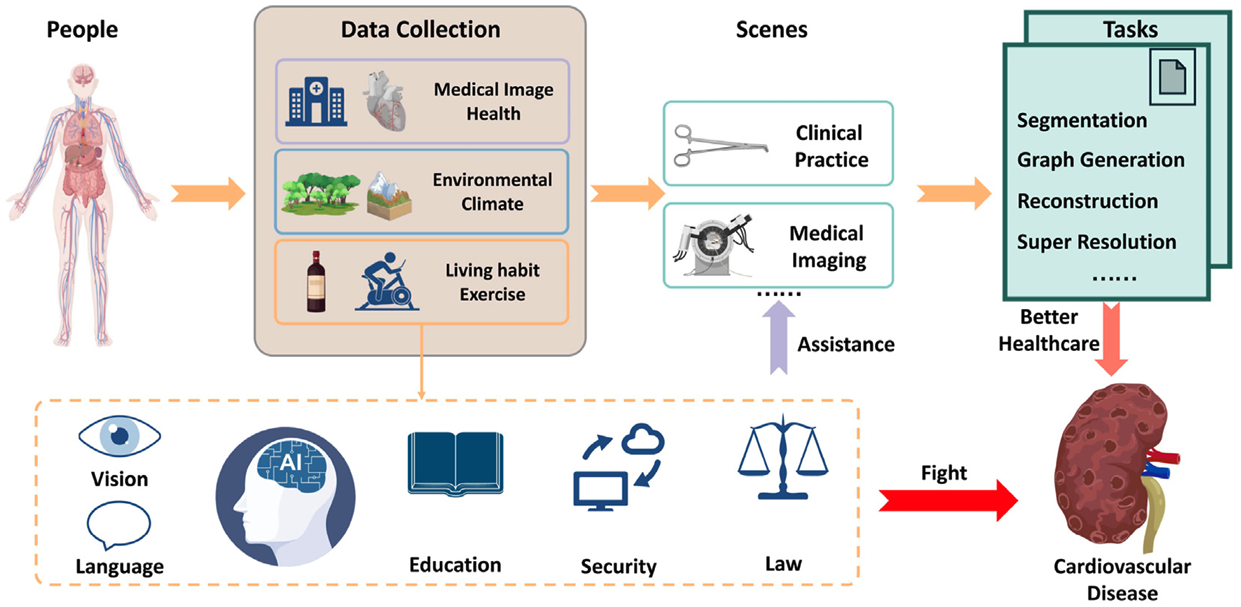 People
Data Collection
Scenes
Tasks
Medical Image
Health
Environmental
Climate
Living habit
Exercise
Clinical
Practice
Medical
Imaging
......
Segmentation
Graph Generation
Reconstruction
Super Resolution
......
Assistance
Better
Healthcare
Vision
Language
AI
Education
Security
Law
Fight
Cardiovascular
Disease